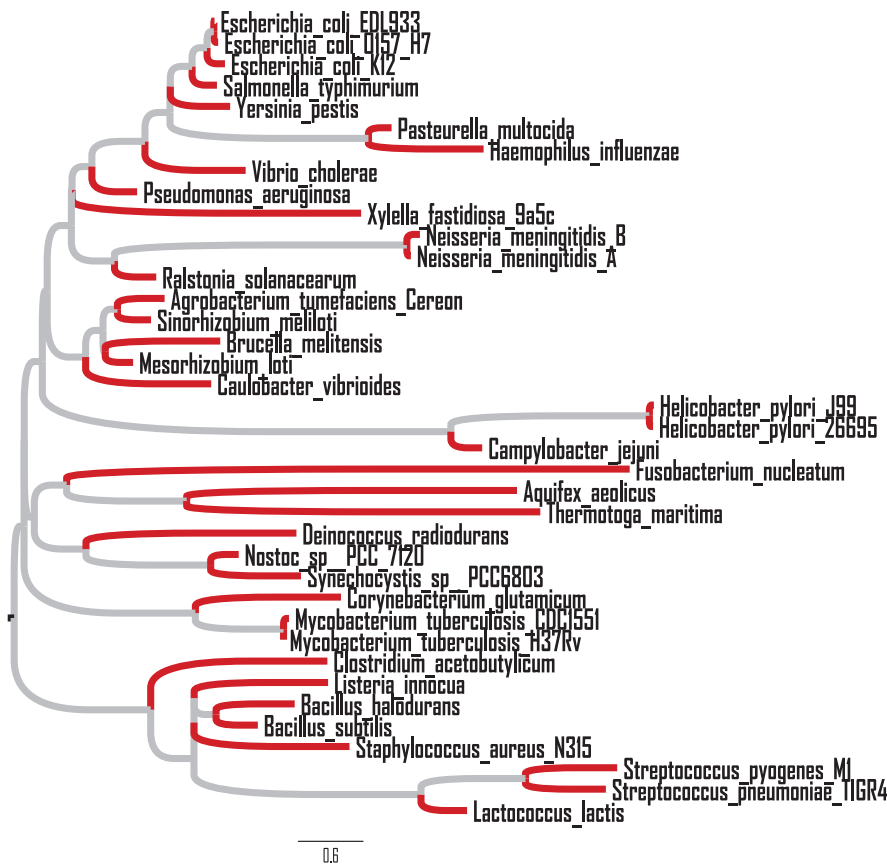 Escherichia_coli_EDL933
Escherichia_coli_O157_H7
Escherichia_coli_K12
Salmonella_typhimurium
Yersinia_pestis
Pasteurella_multocida
Haemophilus_influenzae
Vibrio_cholerae
Pseudomonas_aeruginosa
Xylella_fastidiosa_9a5c
Neisseria_meningitidis_B
Neisseria_meningitidis_A
Ralstonia_solanacearum
Agrobacterium_tumefaciens_Cereon
Sinorhizobium_meliloti
Brucella_melitensis
Mesorhizobium_loti
Caulobacter_vibrioides
Helicobacter_pylori_J99
Helicobacter_pylori_26695
Campylobacter_jejuni
Fusobacterium_nucleatum
Aquifex_aeolicus
Thermotoga_maritima
Deinococcus_radiodurans
Nostoc_sp__PCC_7120
Synechocystis_sp__PCC6803
Corynebacterium_glutamicum
Mycobacterium_tuberculosis_CDC1551
Mycobacterium_tuberculosis_H37Rv
Clostridium_acetobutylicum
Listeria_innocua
Bacillus_halodurans
Bacillus_subtilis
Staphylococcus_aureus_N315
Streptococcus_pyogenes_M1
Streptococcus_pneumoniae_TIGR4
Lactococcus_lactis
0.6